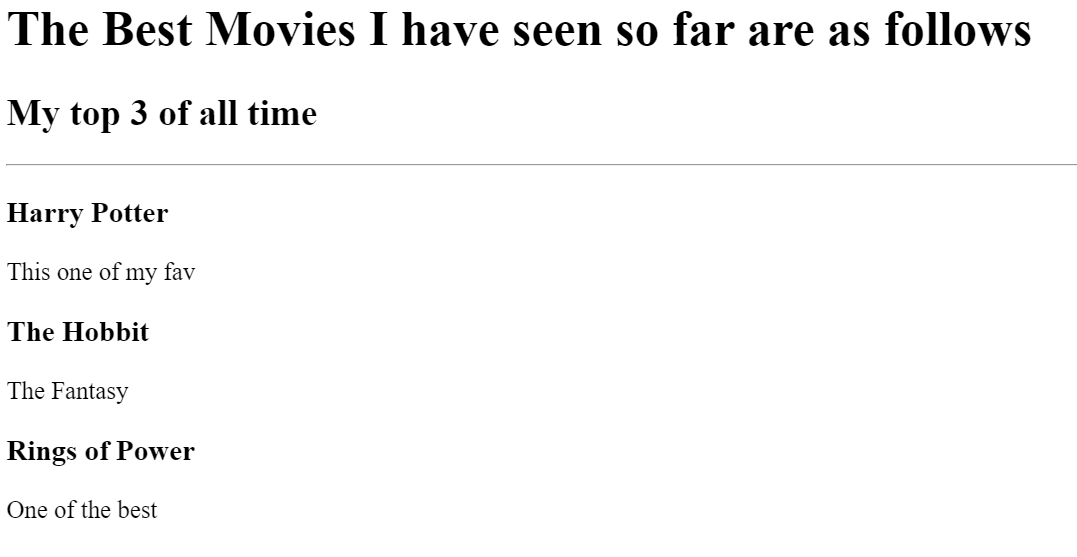 The Best Movies I have seen so far are as follows
My top 3 of all time
Harry Potter
This one of my fav
The Hobbit
The Fantasy
Rings of Power
One of the best